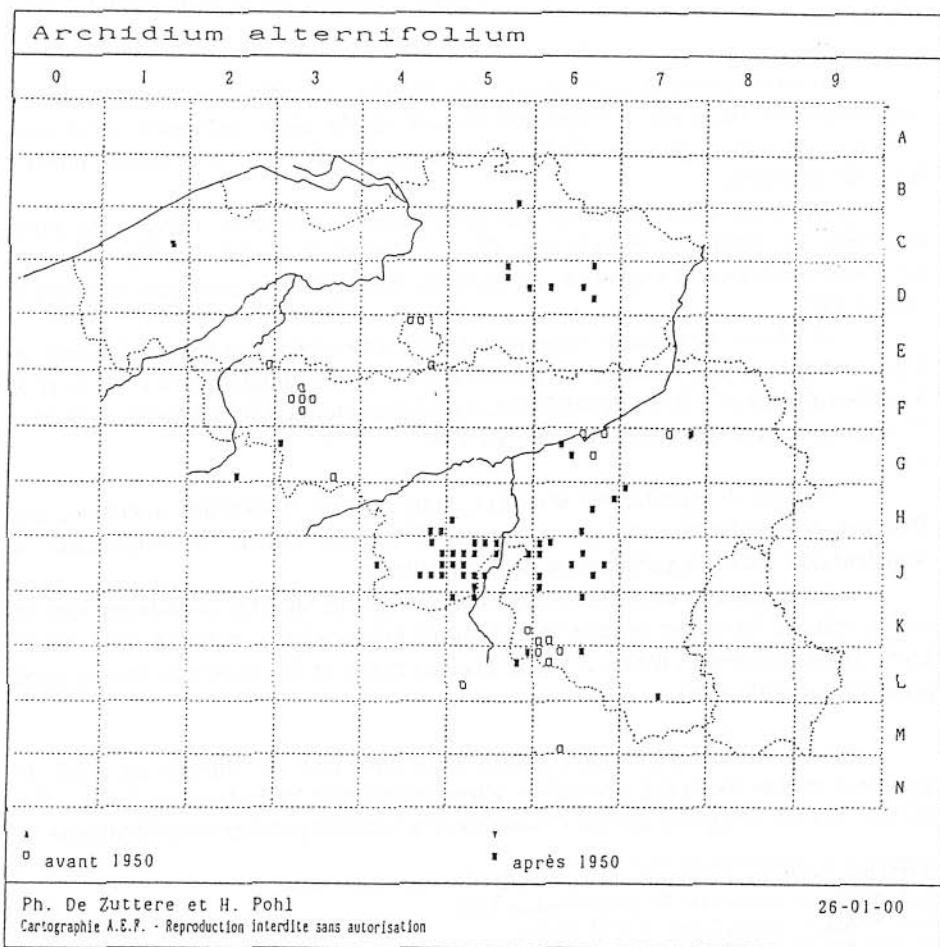 Archidium alternifolium
0 1 2 3 4 5 6 7 8 9
A
B
C
D
E
F
G
H
J
K
L
M
N
avant 1950 après 1950
Ph. De Zuttere et H. Pohl 26-01-00
Cartographie A.E.F. - Reproduction interdite sans autorisation